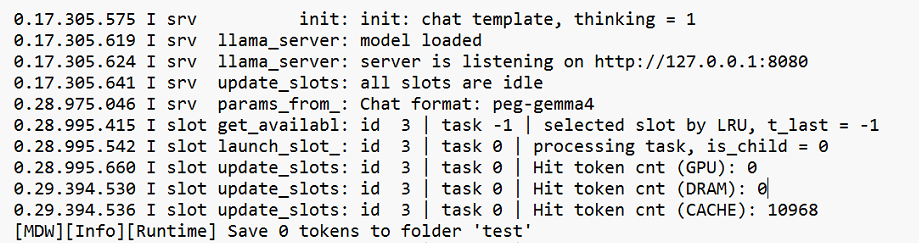 0.17.305.575 I srv          init: init: chat template, thinking = 1
0.17.305.619 I srv  llama_server: model loaded
0.17.305.624 I srv  llama_server: server is listening on http://127.0.0.1:8080
0.17.305.641 I srv  update_slots: all slots are idle
0.28.975.046 I srv  params_from_: Chat format: peg-gemma4
0.28.995.415 I slot get_availabl: id  3 | task -1 | selected slot by LRU, t_last = -1
0.28.995.542 I slot launch_slot_: id  3 | task 0 | processing task, is_child = 0
0.28.995.660 I slot update_slots: id  3 | task 0 | Hit token cnt (GPU): 0
0.29.394.530 I slot update_slots: id  3 | task 0 | Hit token cnt (DRAM): 0
0.29.394.536 I slot update_slots: id  3 | task 0 | Hit token cnt (CACHE): 10968
[MDW][Info][Runtime] Save 0 tokens to folder 'test'